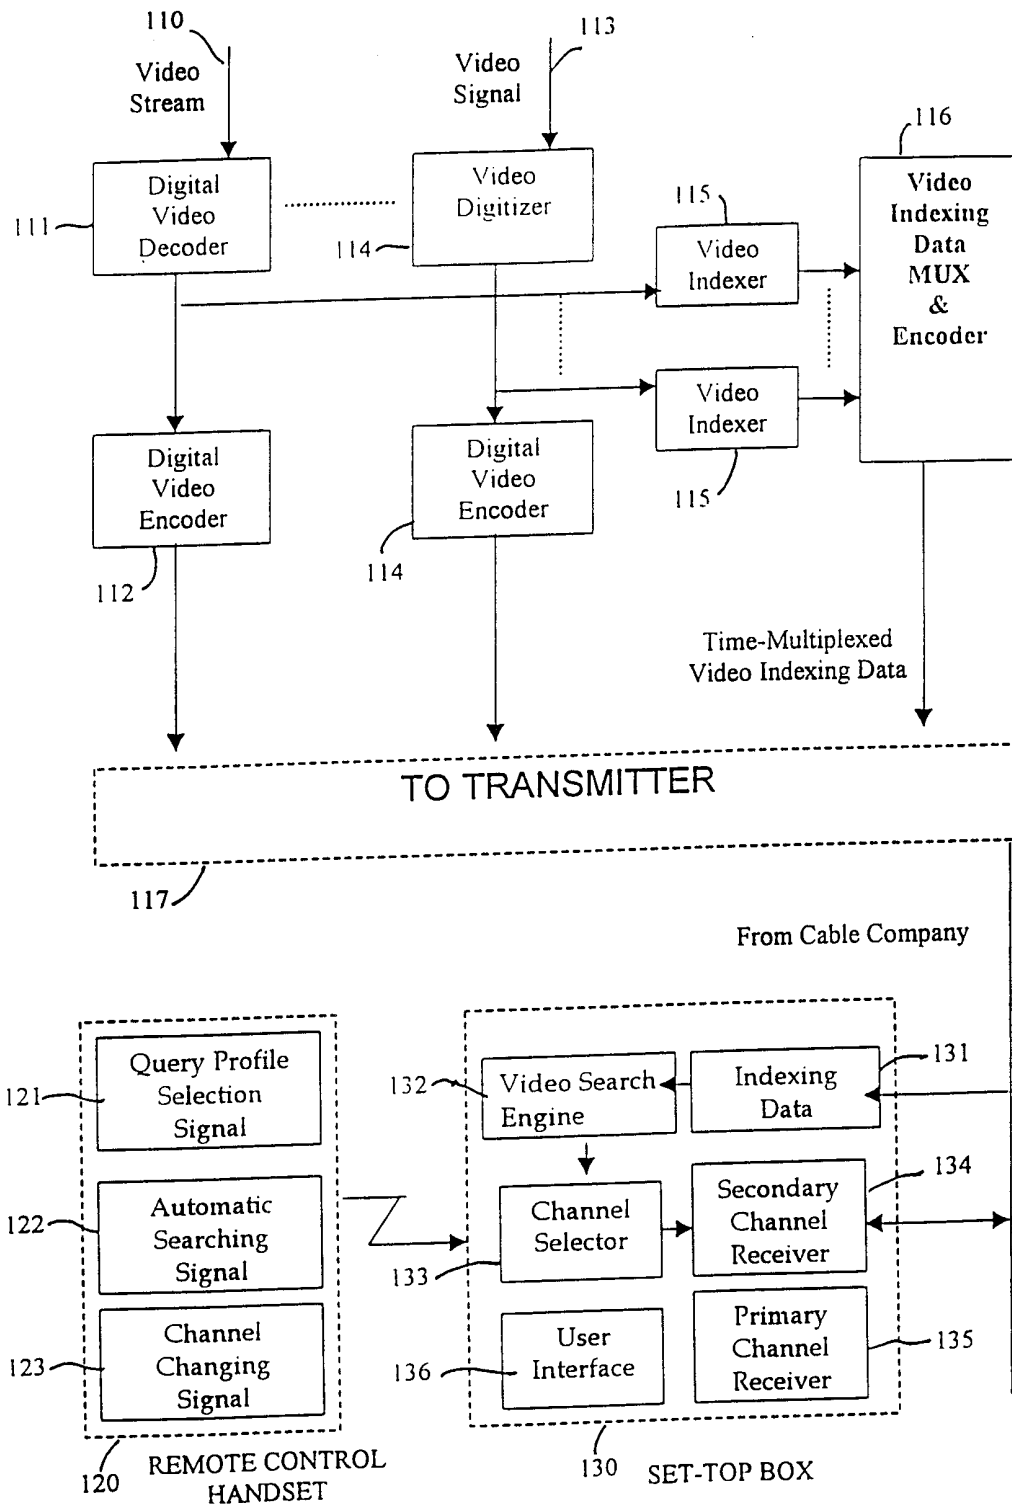 110
113
Video
Stream
Video
Signal
116
Digital
Video
Decoder
111
Video
Digitizer
114
115
Video
Indexer
Video
Indexing
Data
MUX
&
Encoder
Video
Indexer
115
Digital
Video
Encoder
112
Digital
Video
Encoder
114
Time-Multiplexed
Video Indexing Data
TO TRANSMITTER
117
From Cable Company
Query Profile
Selection
Signal
121
Automatic
Searching
Signal
122
Channel
Changing
Signal
123
120
REMOTE CONTROL
HANDSET
132
Video Search
Engine
Indexing
Data
131
Channel
Selector
133
Secondary
Channel
Receiver
134
User
Interface
136
Primary
Channel
Receiver
135
130
SET-TOP BOX